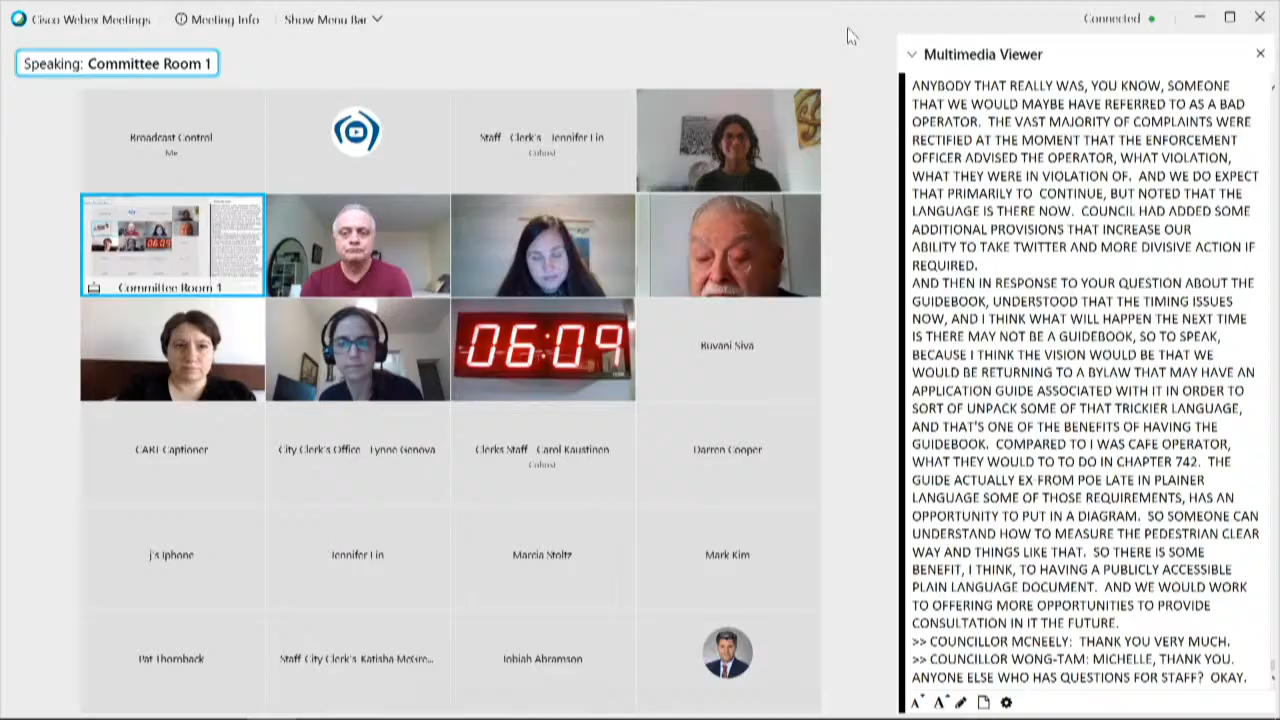 Cisco Webex Meetings
Meeting Info
Show Menu Bar
Connected
Speaking: Committee Room 1
Multimedia Viewer
Broadcast Control
Me
Staff Clerk's Jennifer Lin
Cohost
Committee Room 1
06:09
06:09
Ruvani Siva
CART Captioner
City Clerk's Office Lynne Genova
Clerks Staff Carol Kaustinen
Cohost
Darren Cooper
j's Iphone
Jennifer Lin
Marcia Stoltz
Mark Kim
Pat Thornback
Staff City Clerk's Katisha McGro...
Tobiah Abramson
ANYBODY THAT REALLY WAS, YOU KNOW, SOMEONE
THAT WE WOULD MAYBE HAVE REFERRED TO AS A BAD
OPERATOR. THE VAST MAJORITY OF COMPLAINTS WERE
RECTIFIED AT THE MOMENT THAT THE ENFORCEMENT
OFFICER ADVISED THE OPERATOR, WHAT VIOLATION,
WHAT THEY WERE IN VIOLATION OF. AND WE DO EXPECT
THAT PRIMARILY TO CONTINUE, BUT NOTED THAT THE
LANGUAGE IS THERE NOW. COUNCIL HAD ADDED SOME
ADDITIONAL PROVISIONS THAT INCREASE OUR
ABILITY TO TAKE TWITTER AND MORE DIVISIVE ACTION IF
REQUIRED.
AND THEN IN RESPONSE TO YOUR QUESTION ABOUT THE
GUIDEBOOK, UNDERSTOOD THAT THE TIMING ISSUES
NOW, AND I THINK WHAT WILL HAPPEN THE NEXT TIME
IS THERE MAY NOT BE A GUIDEBOOK, SO TO SPEAK,
BECAUSE I THINK THE VISION WOULD BE THAT WE
WOULD BE RETURNING TO A BYLAW THAT MAY HAVE AN
APPLICATION GUIDE ASSOCIATED WITH IT IN ORDER TO
SORT OF UNPACK SOME OF THAT TRICKIER LANGUAGE,
AND THAT'S ONE OF THE BENEFITS OF HAVING THE
GUIDEBOOK. COMPARED TO I WAS CAFE OPERATOR,
WHAT THEY WOULD TO TO DO IN CHAPTER 742. THE
GUIDE ACTUALLY EX FROM POE LATE IN PLAINER
LANGUAGE SOME OF THOSE REQUIREMENTS, HAS AN
OPPORTUNITY TO PUT IN A DIAGRAM. SO SOMEONE CAN
UNDERSTAND HOW TO MEASURE THE PEDESTRIAN CLEAR
WAY AND THINGS LIKE THAT. SO THERE IS SOME
BENEFIT, I THINK, TO HAVING A PUBLICLY ACCESSIBLE
PLAIN LANGUAGE DOCUMENT. AND WE WOULD WORK
TO OFFERING MORE OPPORTUNITIES TO PROVIDE
CONSULTATION IN IT THE FUTURE.
>> COUNCILLOR MCNEELY: THANK YOU VERY MUCH.
>> COUNCILLOR WONG-TAM: MICHELLE, THANK YOU.
ANYONE ELSE WHO HAS QUESTIONS FOR STAFF? OKAY.